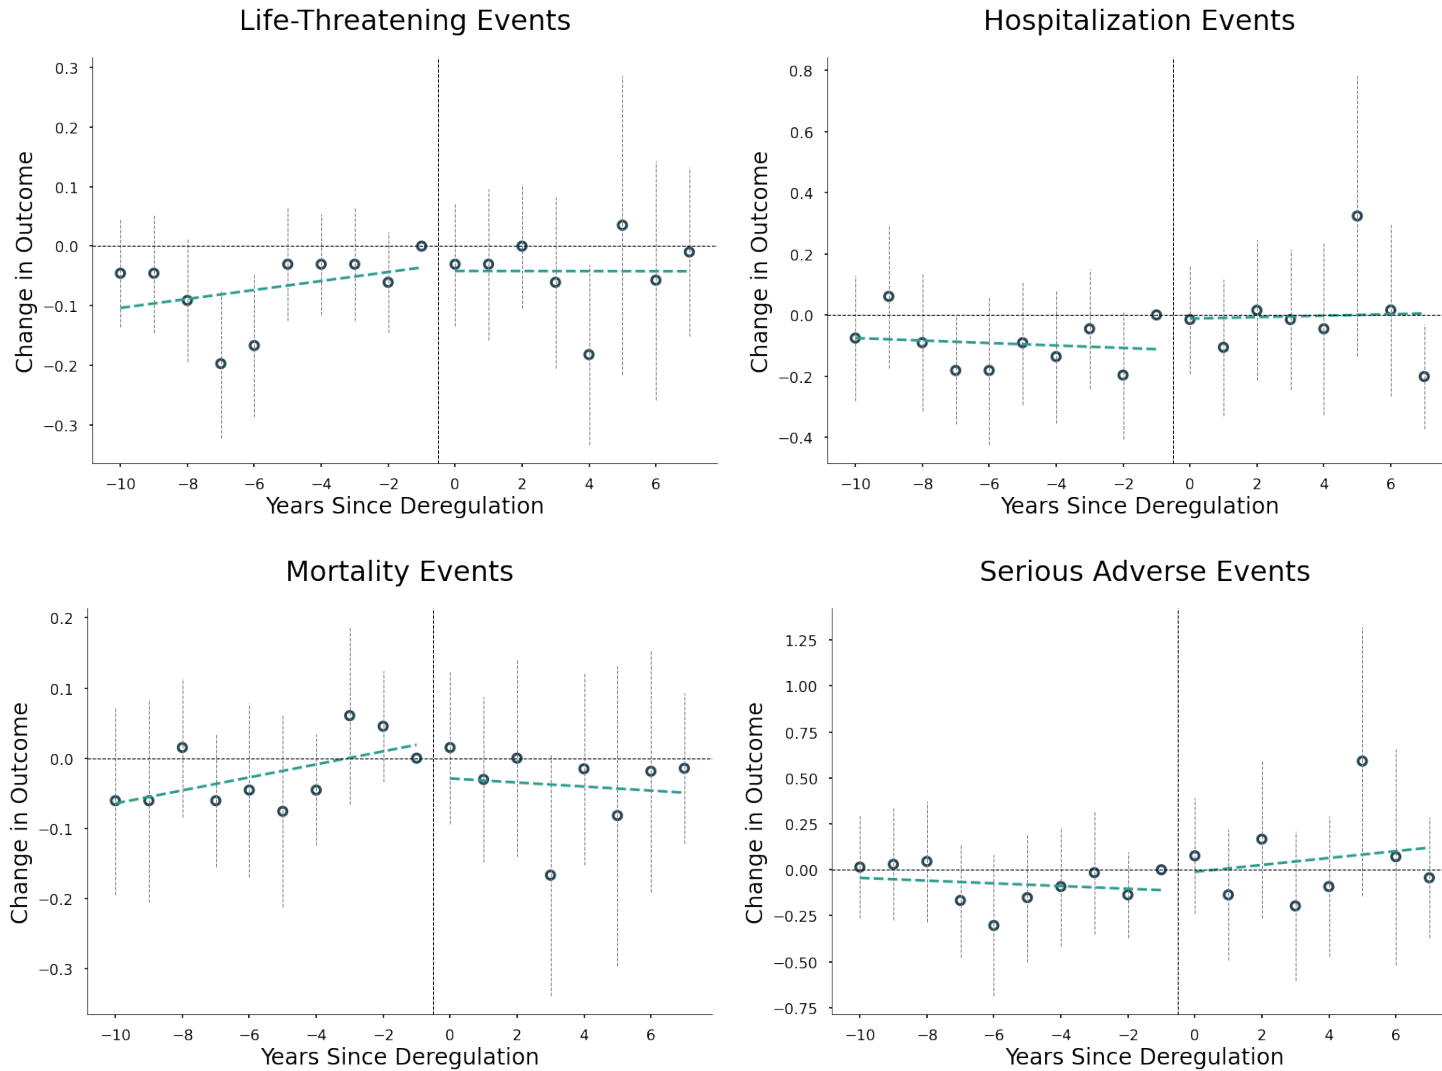 Life-Threatening Events
Change in Outcome
0.3
0.2
0.1
0.0
−0.1
−0.2
−0.3
−10 −8 −6 −4 −2 0 2 4 6
Years Since Deregulation
Hospitalization Events
Change in Outcome
0.8
0.6
0.4
0.2
0.0
−0.2
−0.4
−10 −8 −6 −4 −2 0 2 4 6
Years Since Deregulation
Mortality Events
Change in Outcome
0.2
0.1
0.0
−0.1
−0.2
−0.3
−10 −8 −6 −4 −2 0 2 4 6
Years Since Deregulation
Serious Adverse Events
Change in Outcome
1.25
1.00
0.75
0.50
0.25
0.00
−0.25
−0.50
−0.75
−10 −8 −6 −4 −2 0 2 4 6
Years Since Deregulation